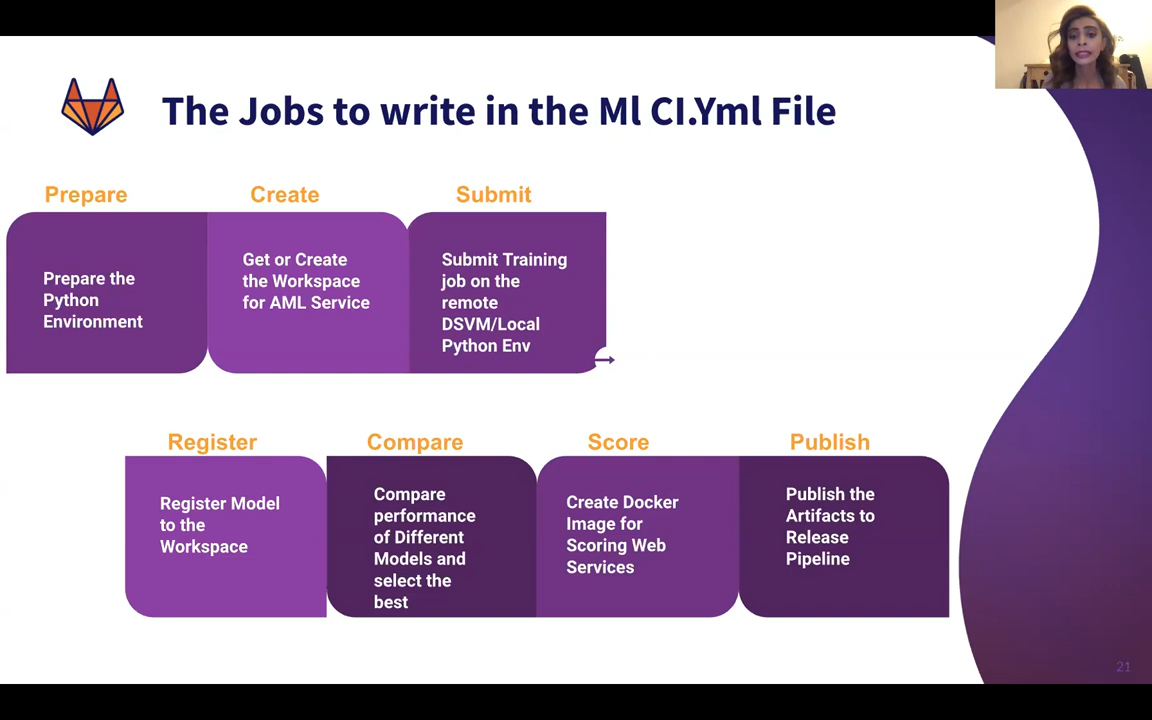 The Jobs to write in the Ml CI.Yml File
Prepare
Prepare the
Python
Environment
Create
Get or Create
the Workspace
for AML Service
Submit
Submit Training
job on the
remote
DSVM/Local
Python Env
Register
Register Model
to the
Workspace
Compare
Compare
performance
of Different
Models and
select the
best
Score
Create Docker
Image for
Scoring Web
Services
Publish
Publish the
Artifacts to
Release
Pipeline
21